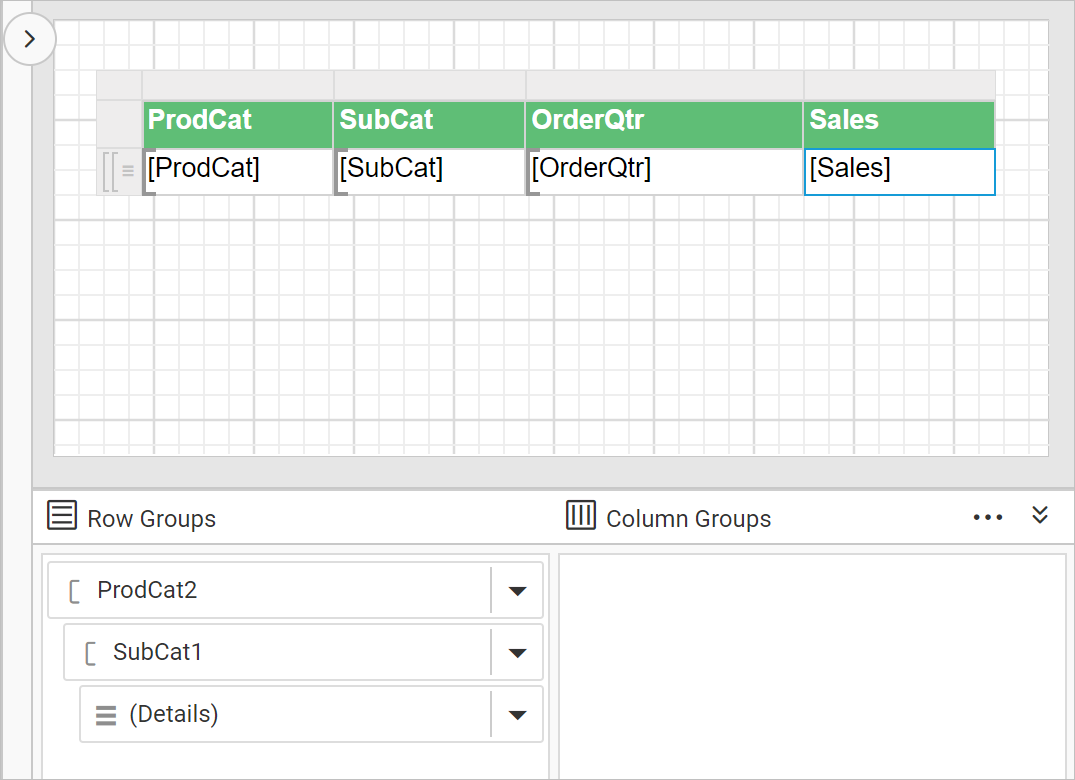 ProdCat SubCat OrderQtr Sales
[ProdCat] [SubCat] [OrderQtr] [Sales]
Row Groups Column Groups
ProdCat2
SubCat1
(Details)